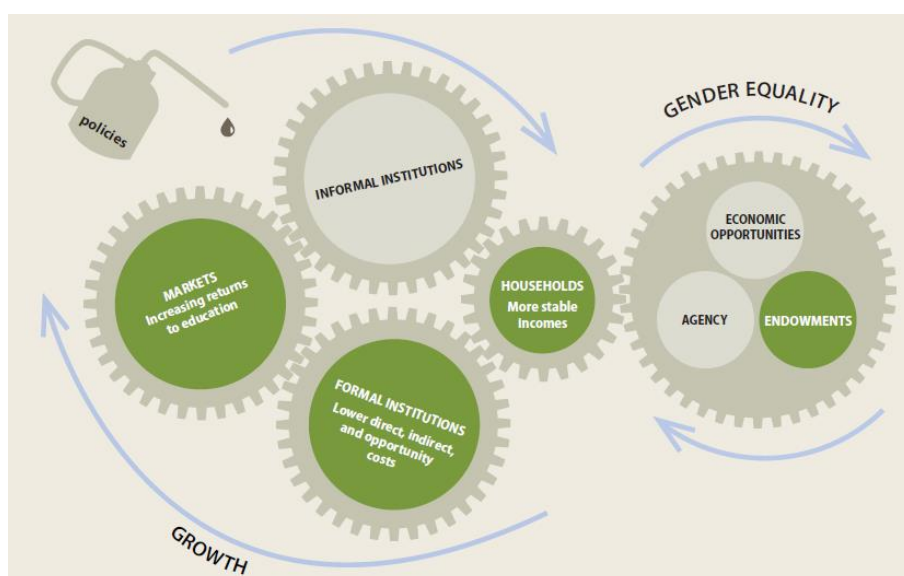 policies
INFORMAL INSTITUTIONS
GENDER EQUALITY
ECONOMIC
OPPORTUNITIES
MARKETS
Increasing returns
to education
HOUSEHOLDS
More stable
incomes
AGENCY
ENDOWMENTS
FORMAL INSTITUTIONS
Lower direct, indirect,
and opportunity
costs
GROWTH